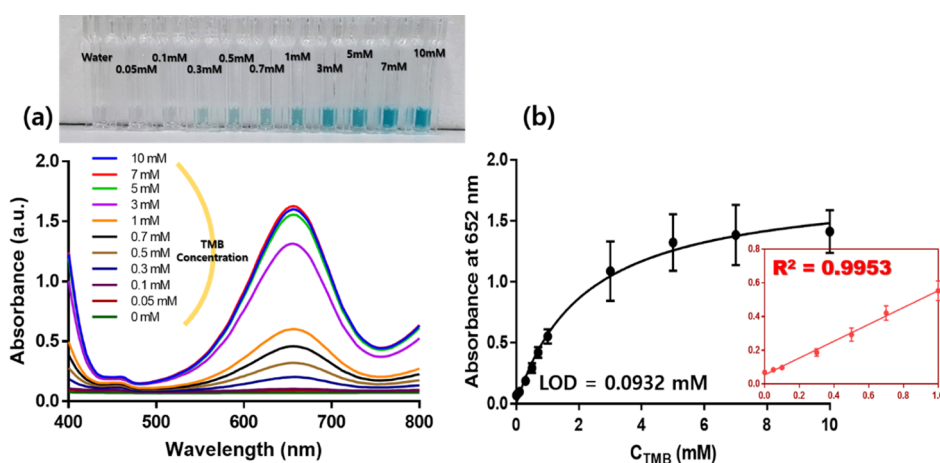 Water
0.05mM
0.1mM
0.3mM
0.5mM
0.7mM
1mM
3mM
5mM
7mM
10mM
(a)
Absorbance (a.u.)
2.0
1.5
1.0
0.5
0.0
10 mM
7 mM
5 mM
3 mM
1 mM
0.7 mM
0.5 mM
0.3 mM
0.1 mM
0.05 mM
0 mM
TMB
Concentration
400 500 600 700 800
Wavelength (nm)
(b)
Absorbance at 652 nm
2.0
1.5
1.0
0.5
0.0
LOD = 0.0932 mM
0 2 4 6 8 10
C_TMB (mM)
R² = 0.9953
0.8
0.6
0.4
0.2
0.0
0.0 0.2 0.4 0.6 0.8 1.0